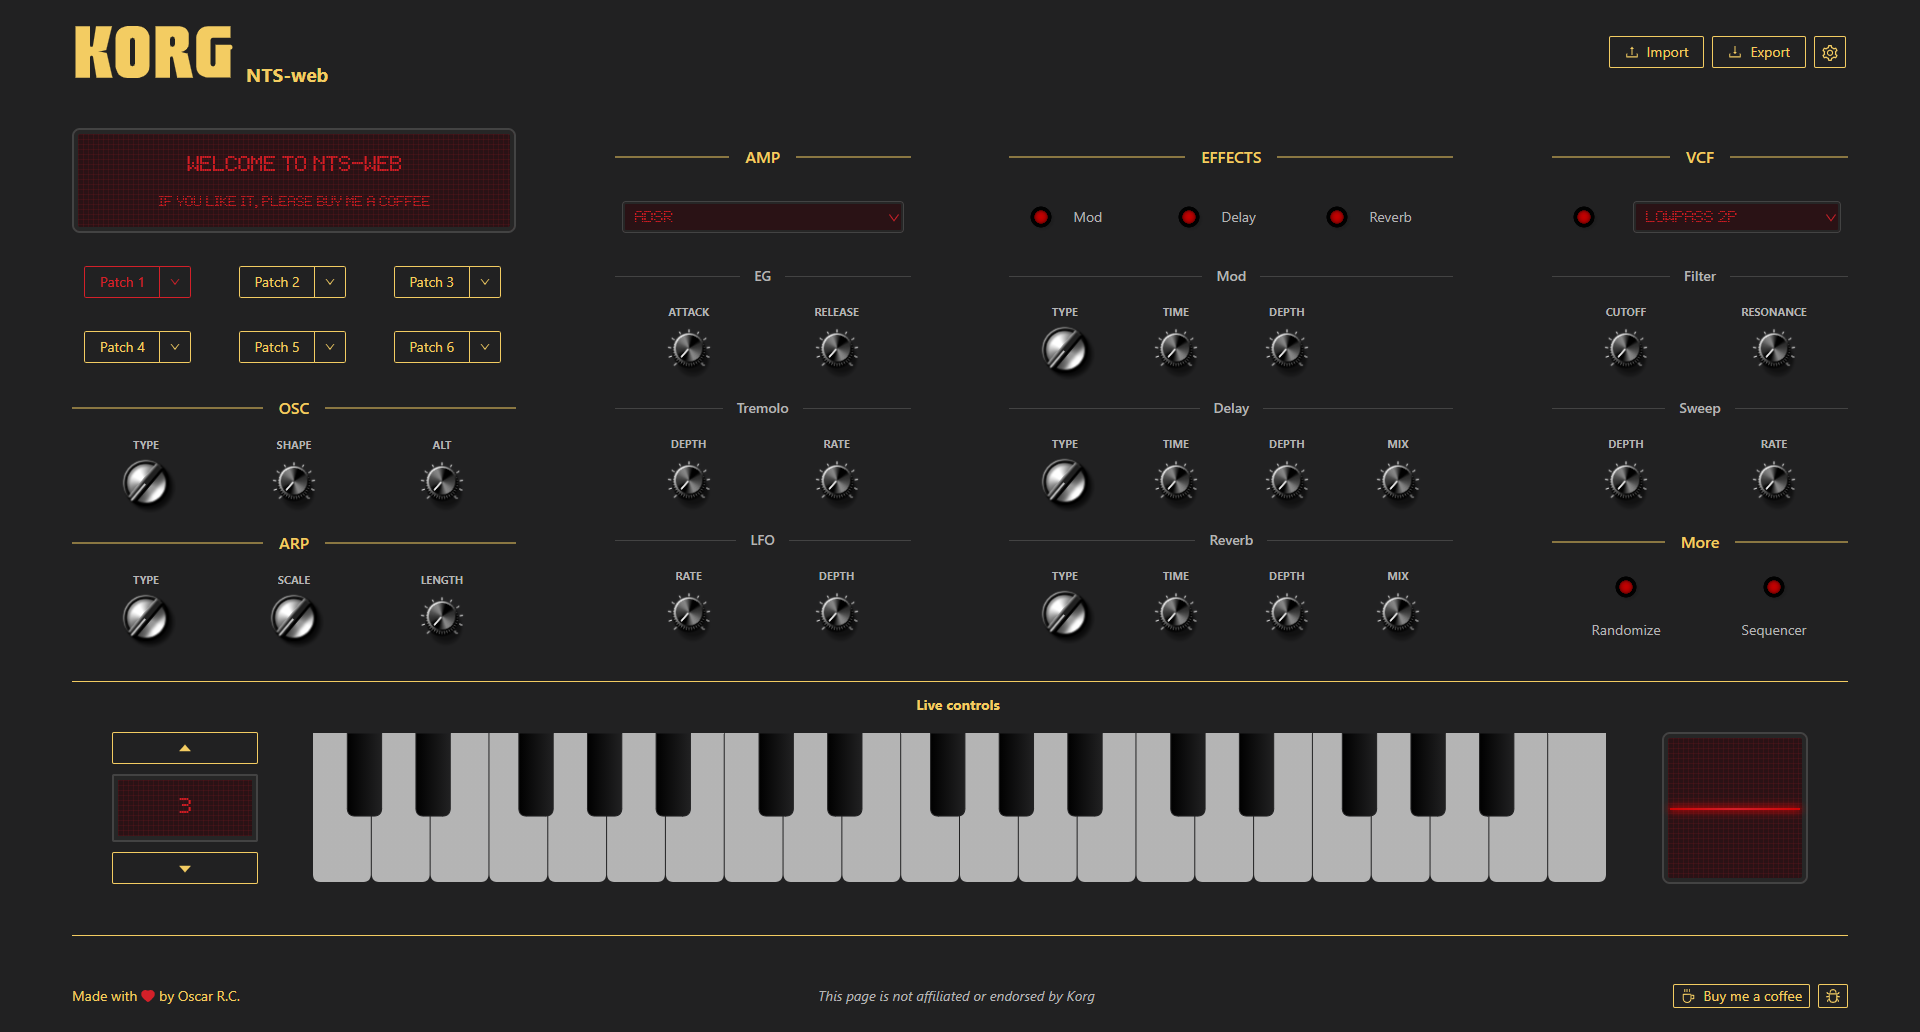 KORG NTS-web
Import
Export
WELCOME TO NTS-WEB
IF YOU LIKE IT, PLEASE BUY ME A COFFEE
Patch 1
Patch 2
Patch 3
Patch 4
Patch 5
Patch 6
OSC
TYPE
SHAPE
ALT
ARP
TYPE
SCALE
LENGTH
AMP
ADSR
EG
ATTACK
RELEASE
Tremolo
DEPTH
RATE
LFO
RATE
DEPTH
EFFECTS
Mod
Delay
Reverb
Mod
TYPE
TIME
DEPTH
Delay
TYPE
TIME
DEPTH
MIX
Reverb
TYPE
TIME
DEPTH
MIX
VCF
LOWPASS 2P
Filter
CUTOFF
RESONANCE
Sweep
DEPTH
RATE
More
Randomize
Sequencer
Live controls
3
Made with ❤ by Oscar R.C.
This page is not affiliated or endorsed by Korg
Buy me a coffee